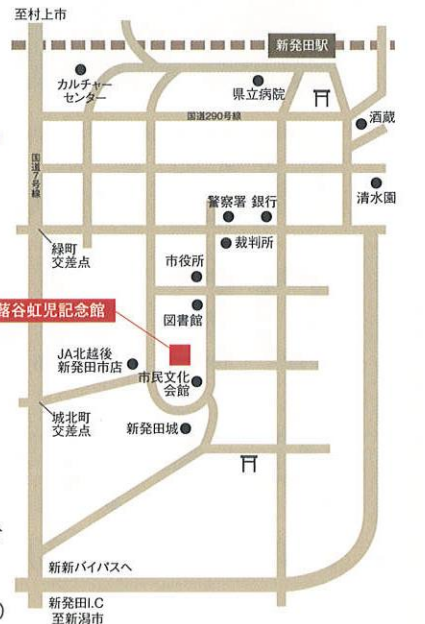 至村上市
新発田駅
カルチャー
センター
県立病院
国道290号線
酒蔵
国道7号線
清水園
警察署 銀行
裁判所
緑町
交差点
市役所
図書館
蕗谷虹児記念館
JA北越後
新発田市店
市民文化
会館
城北町
交差点
新発田城
新新バイパスへ
新発田I.C
至新潟市
)